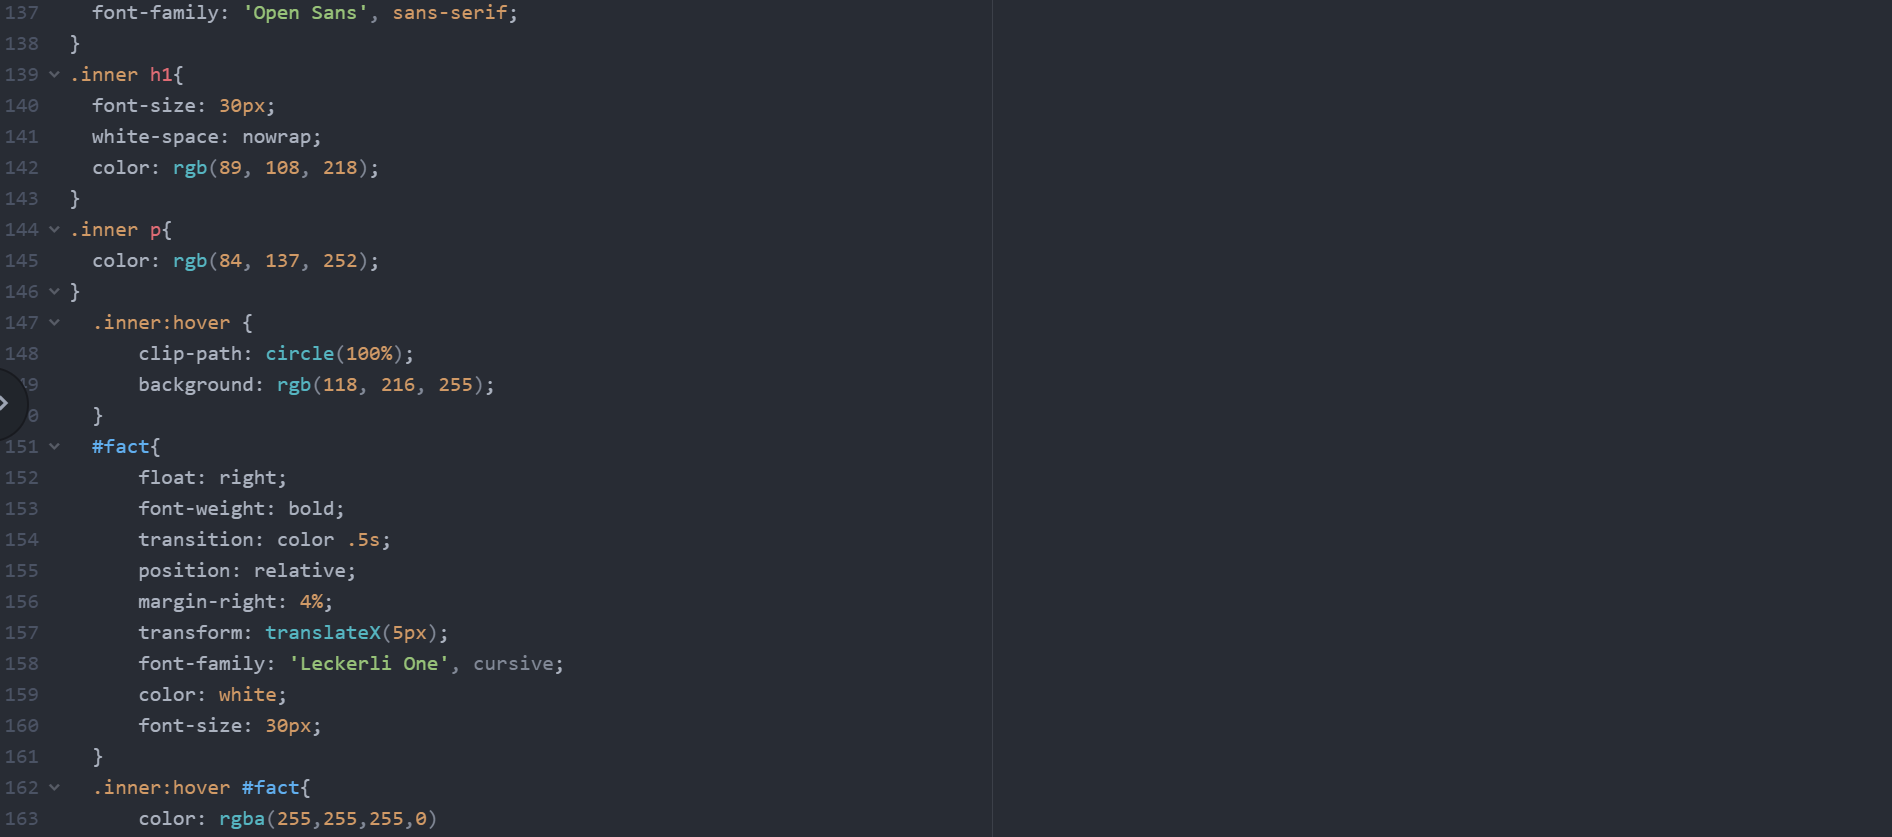 137 font-family: 'Open Sans', sans-serif;
138 }
139 .inner h1{
140 font-size: 30px;
141 white-space: nowrap;
142 color: rgb(89, 108, 218);
143 }
144 .inner p{
145 color: rgb(84, 137, 252);
146 }
147 .inner:hover {
148 clip-path: circle(100%);
9 background: rgb(118, 216, 255);
0 }
151 #fact{
152 float: right;
153 font-weight: bold;
154 transition: color .5s;
155 position: relative;
156 margin-right: 4%;
157 transform: translateX(5px);
158 font-family: 'Leckerli One', cursive;
159 color: white;
160 font-size: 30px;
161 }
162 .inner:hover #fact{
163 color: rgba(255,255,255,0)